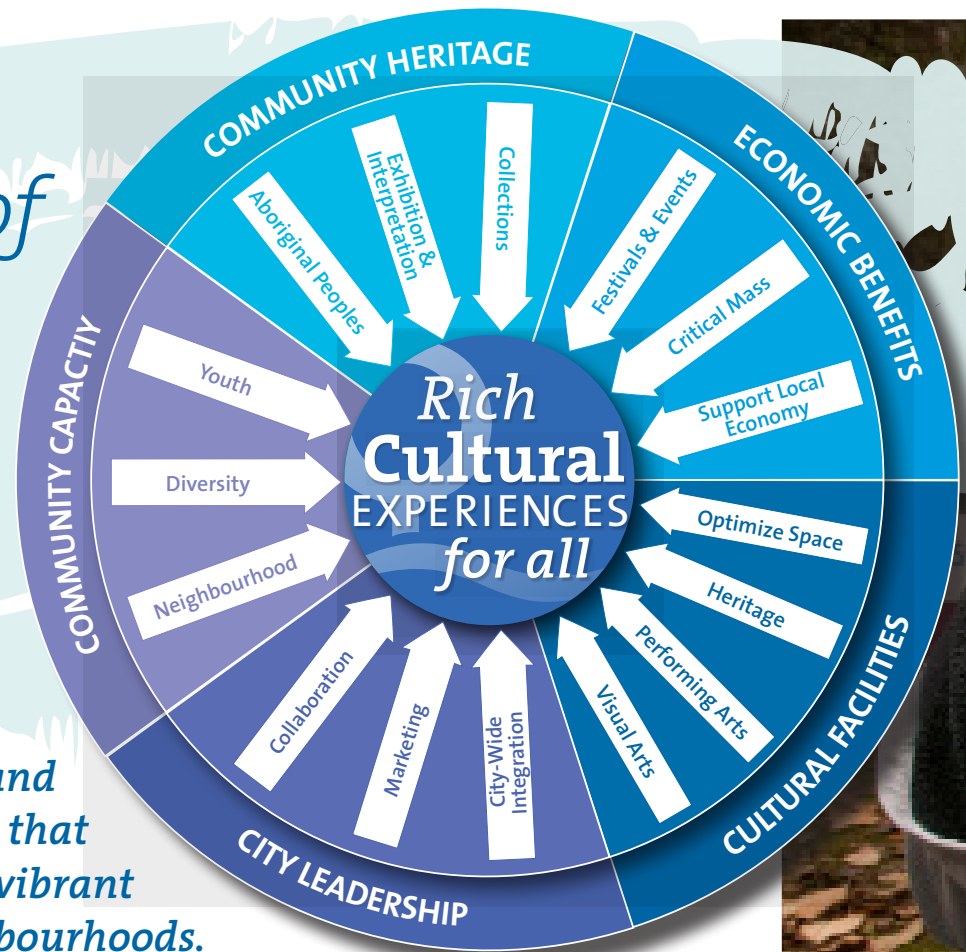 of
COMMUNITY HERITAGE
Aboriginal Peoples
Exhibition &
Interpretation
Collections
ECONOMIC BENEFITS
Festivals & Events
Critical Mass
Support Local
Economy
CULTURAL FACILITIES
Optimize Space
Heritage
Performing Arts
Visual Arts
CITY LEADERSHIP
City-Wide
Integration
Marketing
Collaboration
COMMUNITY CAPACTIY
Neighbourhood
Diversity
Youth
Rich
Cultural
EXPERIENCES
for all
that
vibrant